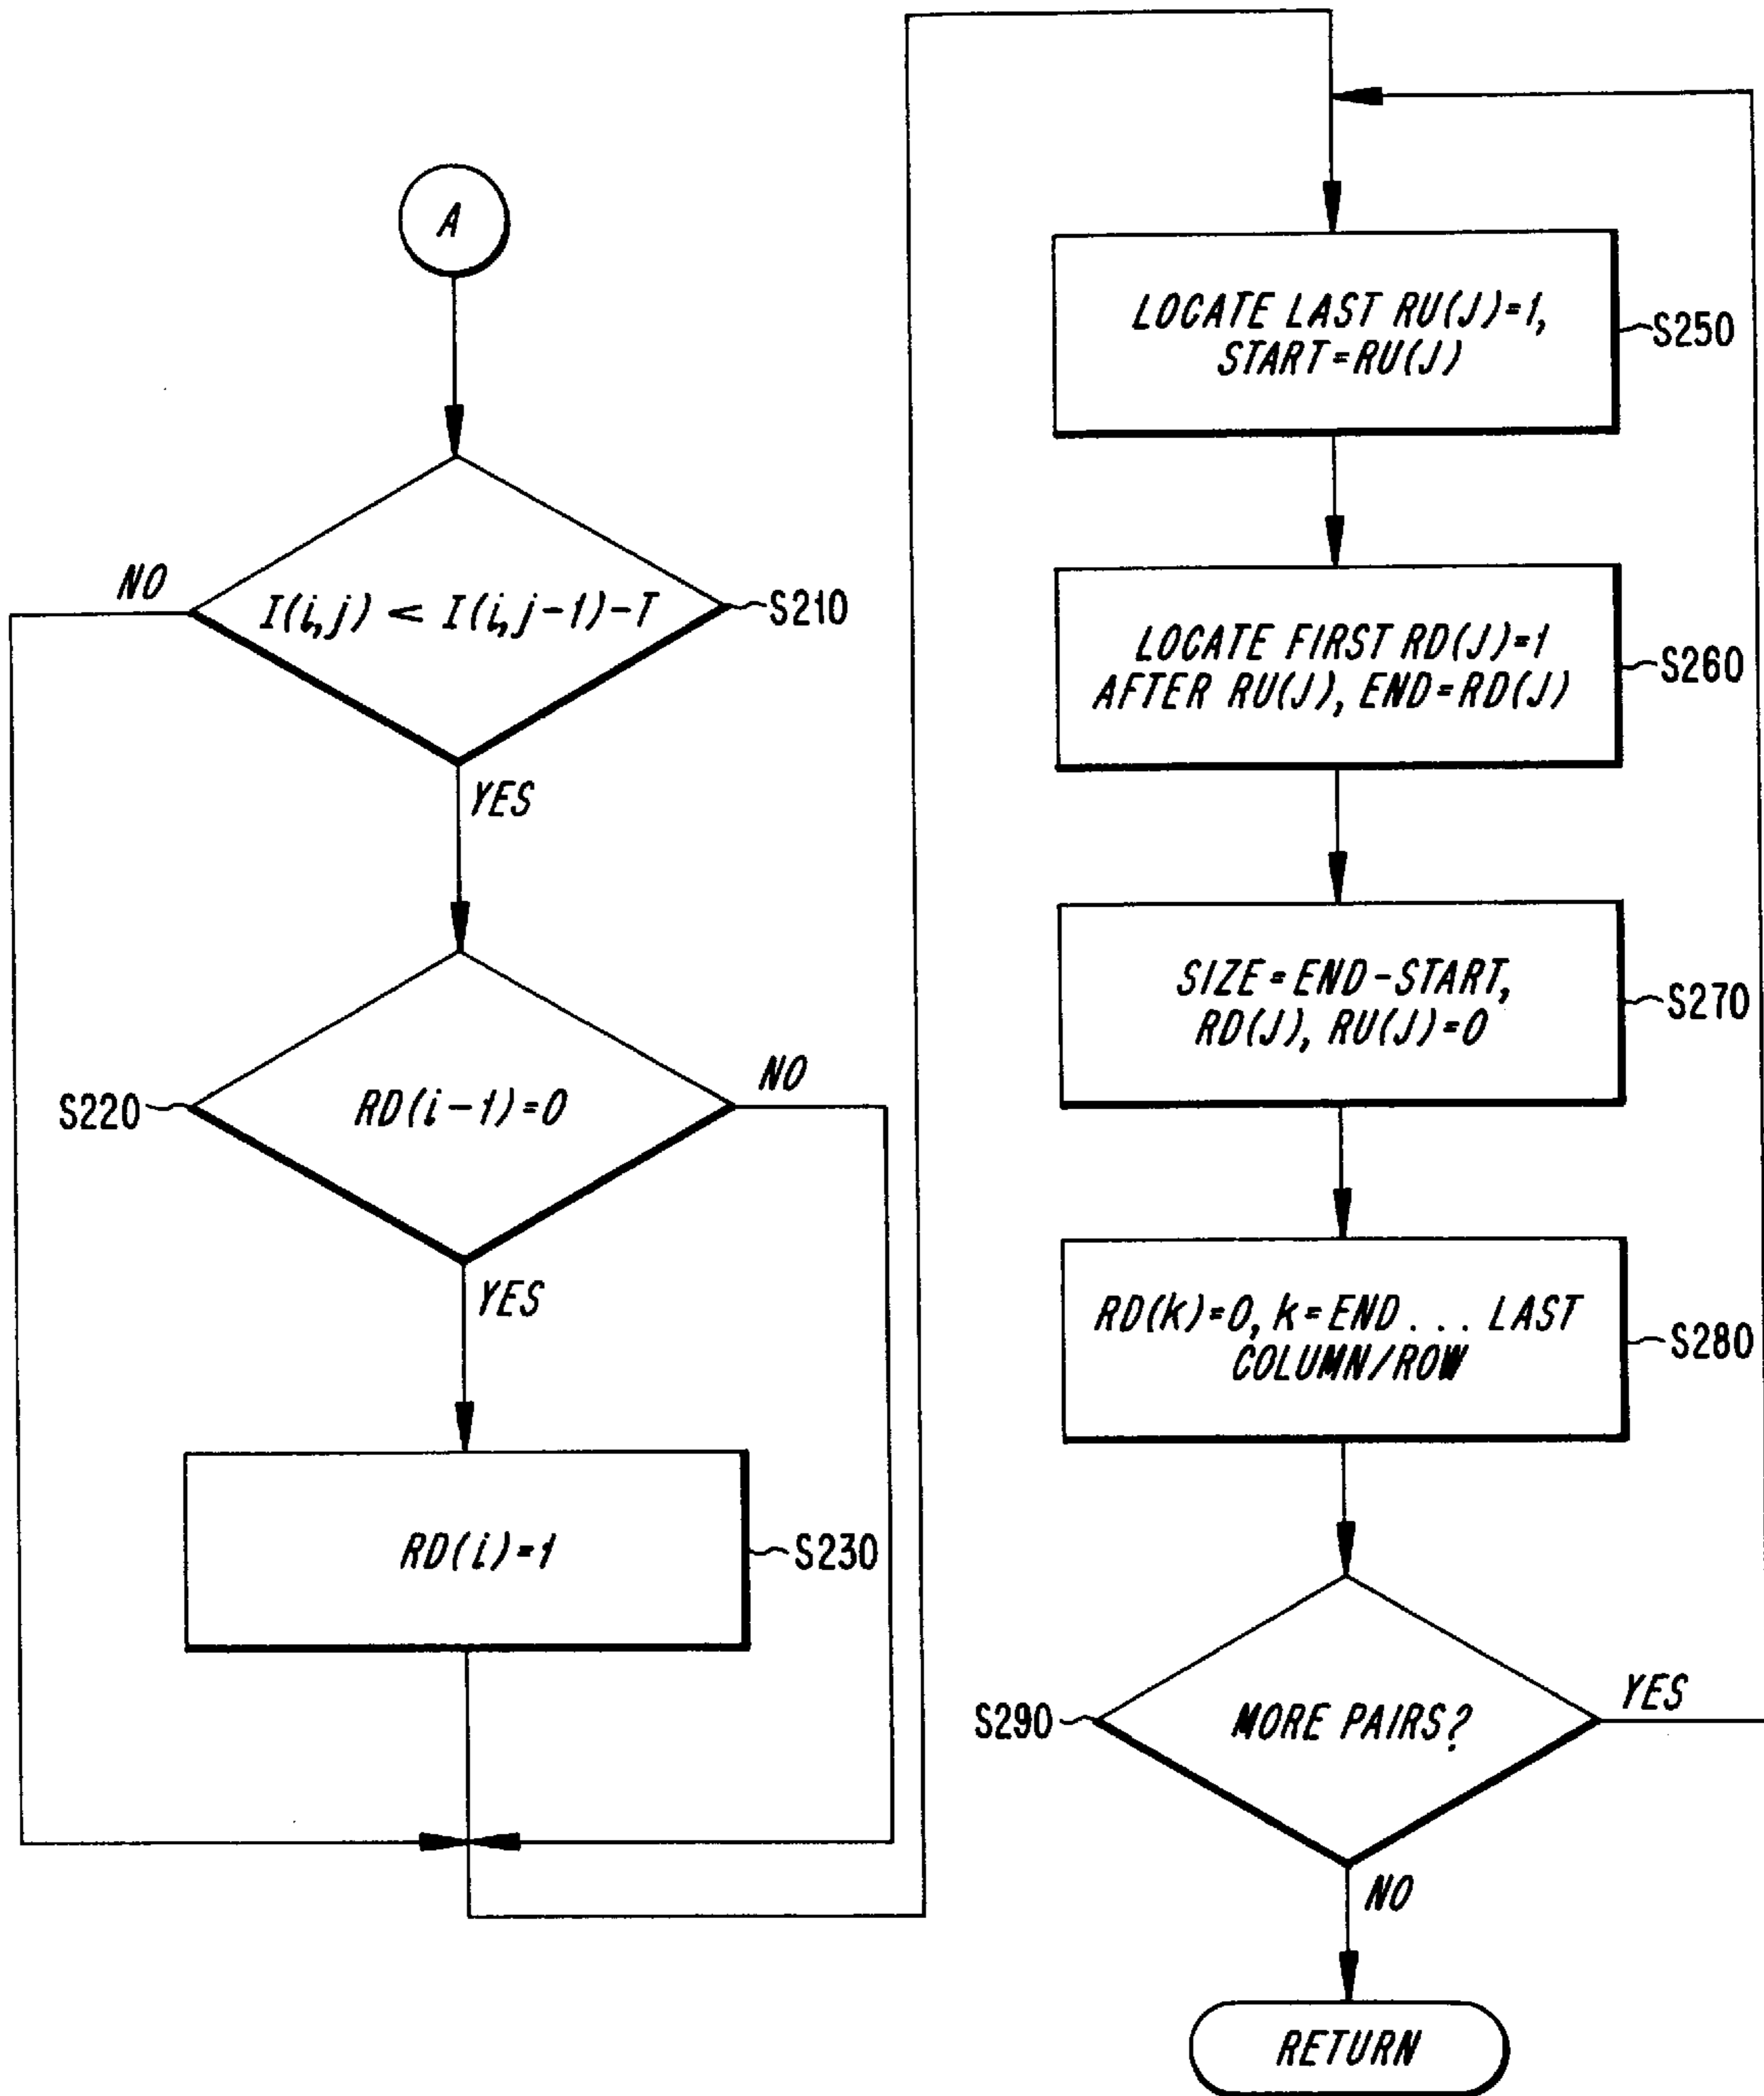 A
NO
I(i,j) < I(i,j-1)-T
S210
YES
S220
RD(i-1)=0
NO
YES
RD(i)=1
S230
LOCATE LAST RU(J)=1,
START=RU(J)
S250
LOCATE FIRST RD(J)=1
AFTER RU(J), END=RD(J)
S260
SIZE=END-START,
RD(J), RU(J)=0
S270
RD(k)=0, k=END ... LAST
COLUMN/ROW
S280
S290
MORE PAIRS?
YES
NO
RETURN